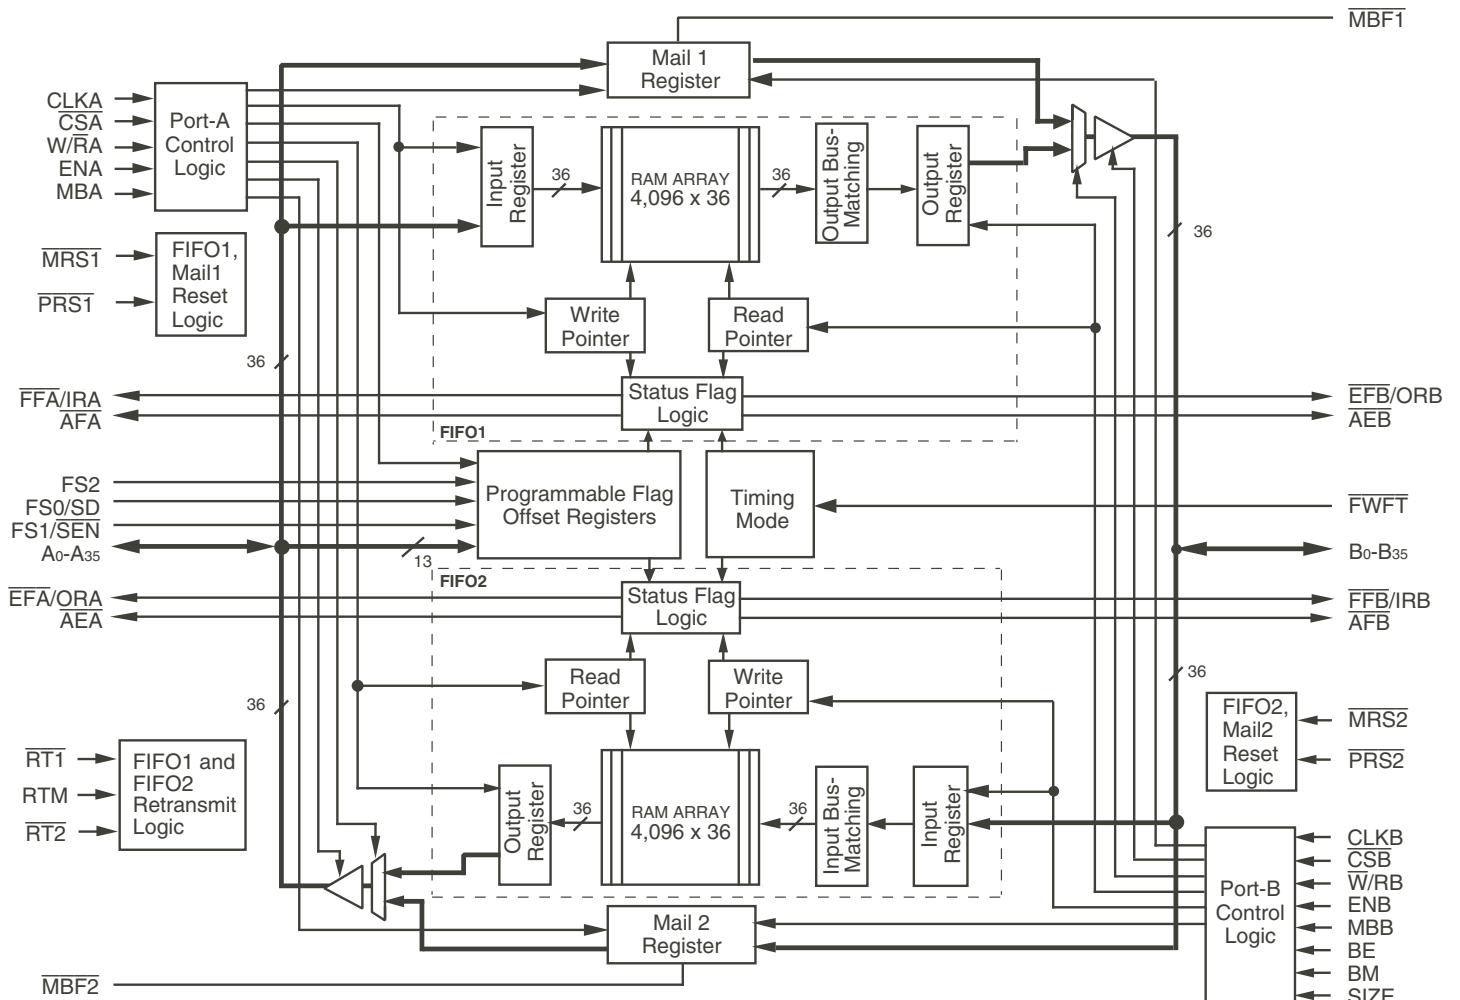 MBF1
Mail 1
Register
CLKA
CSA
W/RA
ENA
MBA
Port-A
Control
Logic
Input
Register
36
RAM ARRAY
4,096 x 36
36
Output Bus-
Matching
Output
Register
36
MRS1
PRS1
FIFO1,
Mail1
Reset
Logic
Write
Pointer
Read
Pointer
36
FFA/IRA
AFA
Status Flag
Logic
EFB/ORB
AEB
FIFO1
FS2
FS0/SD
FS1/SEN
A0-A35
Programmable Flag
Offset Registers
Timing
Mode
FWFT
13
B0-B35
FIFO2
EFA/ORA
AEA
Status Flag
Logic
FFB/IRB
AFB
Read
Pointer
Write
Pointer
36
36
FIFO2,
Mail2
Reset
Logic
MRS2
PRS2
RT1
RTM
RT2
FIFO1 and
FIFO2
Retransmit
Logic
Output
Register
36
RAM ARRAY
4,096 x 36
36
Input Bus-
Matching
Input
Register
Port-B
Control
Logic
CLKB
CSB
W/RB
ENB
MBB
BE
BM
SIZE
Mail 2
Register
MBF2